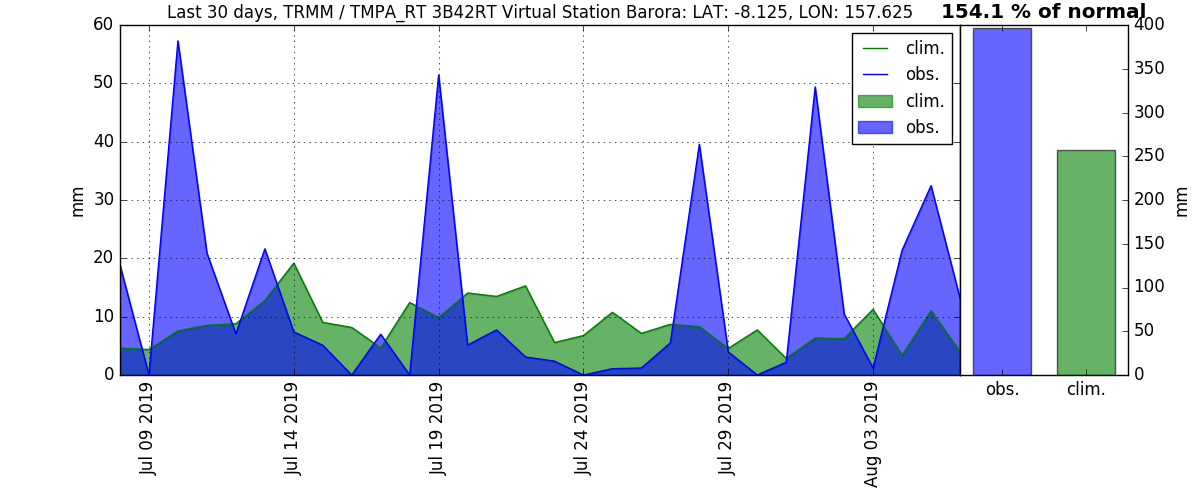 Last 30 days, TRMM / TMPA_RT 3B42RT Virtual Station Barora: LAT: -8.125, LON: 157.625
154.1 % of normal
60
50
40
30
20
10
0
mm
clim.
obs.
clim.
obs.
Jul 09 2019
Jul 14 2019
Jul 19 2019
Jul 24 2019
Jul 29 2019
Aug 03 2019
400
350
300
250
200
150
100
50
0
mm
obs.
clim.